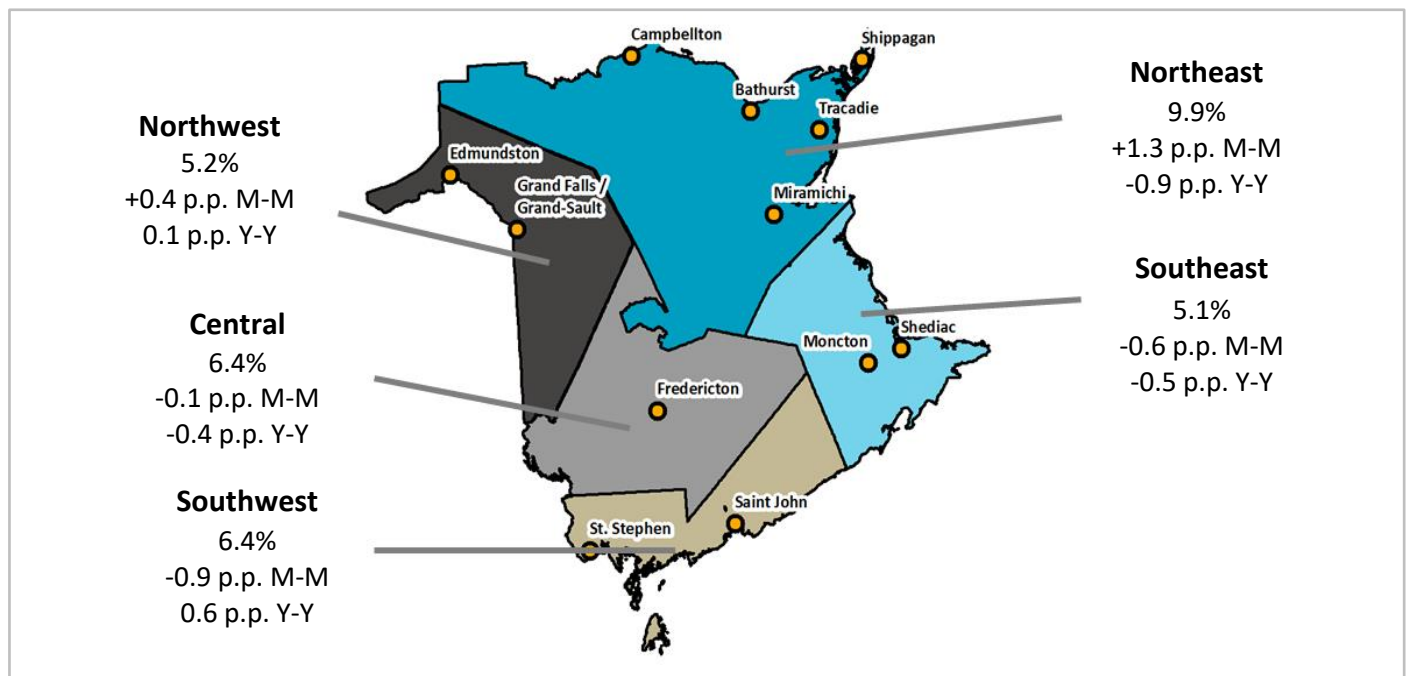 Campbellton
Shippagan
Northeast
9.9%
+1.3 p.p. M-M
-0.9 p.p. Y-Y
Bathurst
Tracadie
Northwest
5.2%
+0.4 p.p. M-M
0.1 p.p. Y-Y
Edmundston
Grand Falls /
Grand-Sault
Miramichi
Southeast
5.1%
-0.6 p.p. M-M
-0.5 p.p. Y-Y
Central
6.4%
-0.1 p.p. M-M
-0.4 p.p. Y-Y
Shediac
Moncton
Fredericton
Southwest
6.4%
-0.9 p.p. M-M
0.6 p.p. Y-Y
Saint John
St. Stephen